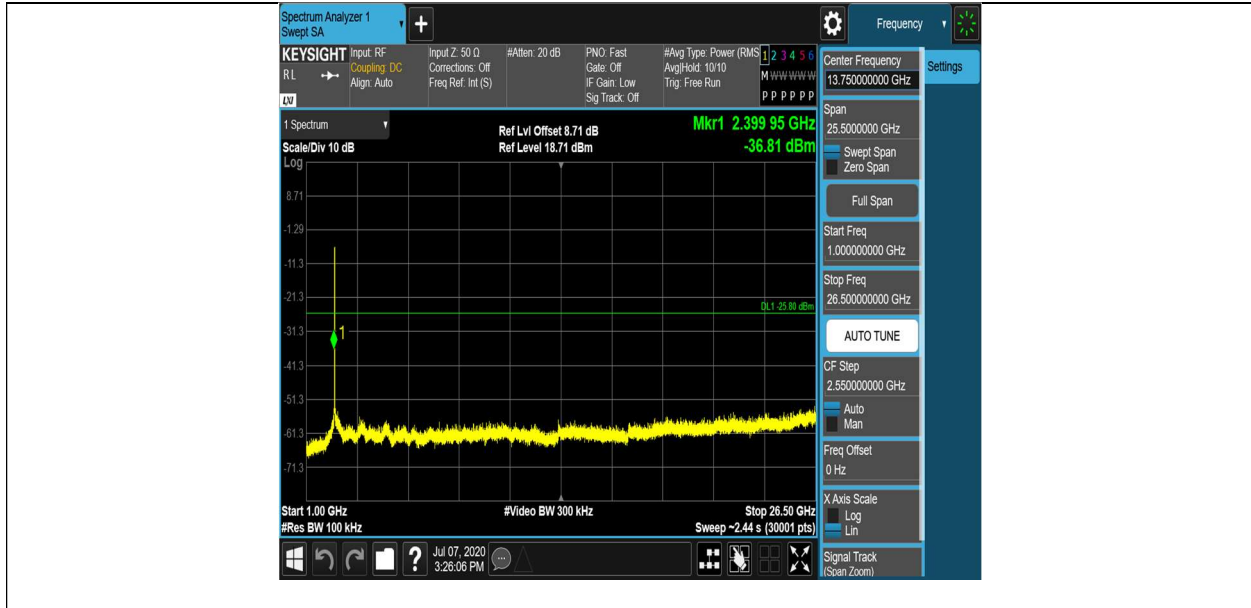 Spectrum Analyzer 1
Swept SA
+
Frequency
KEYSIGHT
RL
LXI
Input: RF
Coupling: DC
Align: Auto
Input Z: 50 Ω
Corrections: Off
Freq Ref: Int (S)
#Atten: 20 dB
PNO: Fast
Gate: Off
IF Gain: Low
Sig Track: Off
#Avg Type: Power (RMS
Avg|Hold: 10/10
Trig: Free Run
1 2 3 4 5 6
M W W W W W
P P P P P P
Center Frequency
13.750000000 GHz
Settings
Span
25.5000000 GHz
Swept Span
Zero Span
Full Span
Start Freq
1.000000000 GHz
Stop Freq
26.500000000 GHz
AUTO TUNE
CF Step
2.550000000 GHz
Auto
Man
Freq Offset
0 Hz
X Axis Scale
Log
Lin
Signal Track
(Span Zoom)
1 Spectrum
Scale/Div 10 dB
Log
Ref Lvl Offset 8.71 dB
Ref Level 18.71 dBm
Mkr1 2.399 95 GHz
-36.81 dBm
8.71
-1.29
-11.3
-21.3
DL1 -25.80 dBm
-31.3
1
-41.3
-51.3
-61.3
-71.3
Start 1.00 GHz
#Video BW 300 kHz
Stop 26.50 GHz
#Res BW 100 kHz
Sweep ~2.44 s (30001 pts)
?
Jul 07, 2020
3:26:06 PM